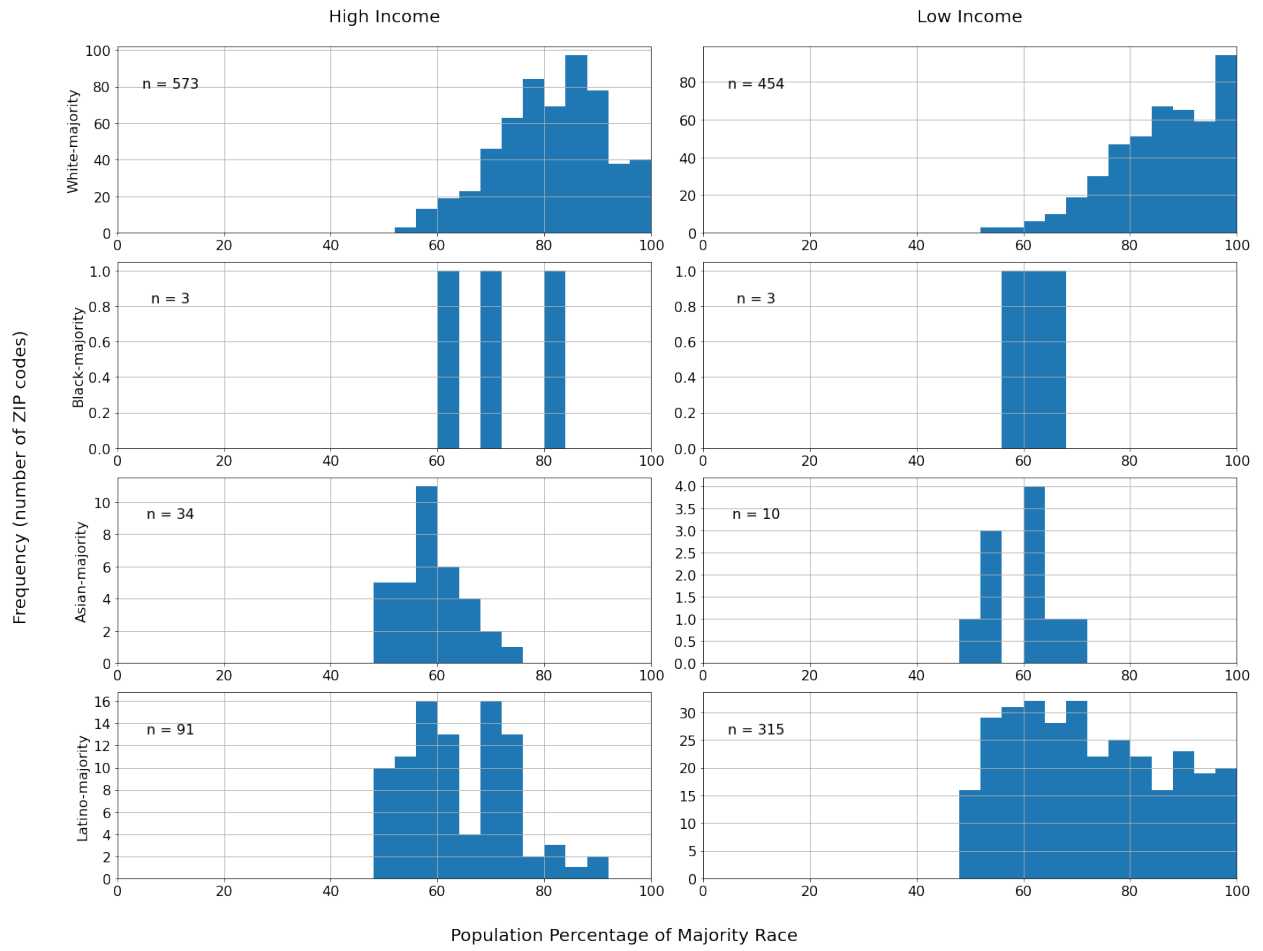 High Income
Low Income
Frequency (number of ZIP codes)
White-majority
100
80
60
40
20
0
n = 573
0 20 40 60 80 100
80
60
40
20
0
n = 454
0 20 40 60 80 100
Black-majority
1.0
0.8
0.6
0.4
0.2
0.0
n = 3
0 20 40 60 80 100
1.0
0.8
0.6
0.4
0.2
0.0
n = 3
0 20 40 60 80 100
Asian-majority
10
8
6
4
2
0
n = 34
0 20 40 60 80 100
4.0
3.5
3.0
2.5
2.0
1.5
1.0
0.5
0.0
n = 10
0 20 40 60 80 100
Latino-majority
16
14
12
10
8
6
4
2
0
n = 91
0 20 40 60 80 100
30
25
20
15
10
5
0
n = 315
0 20 40 60 80 100
Population Percentage of Majority Race